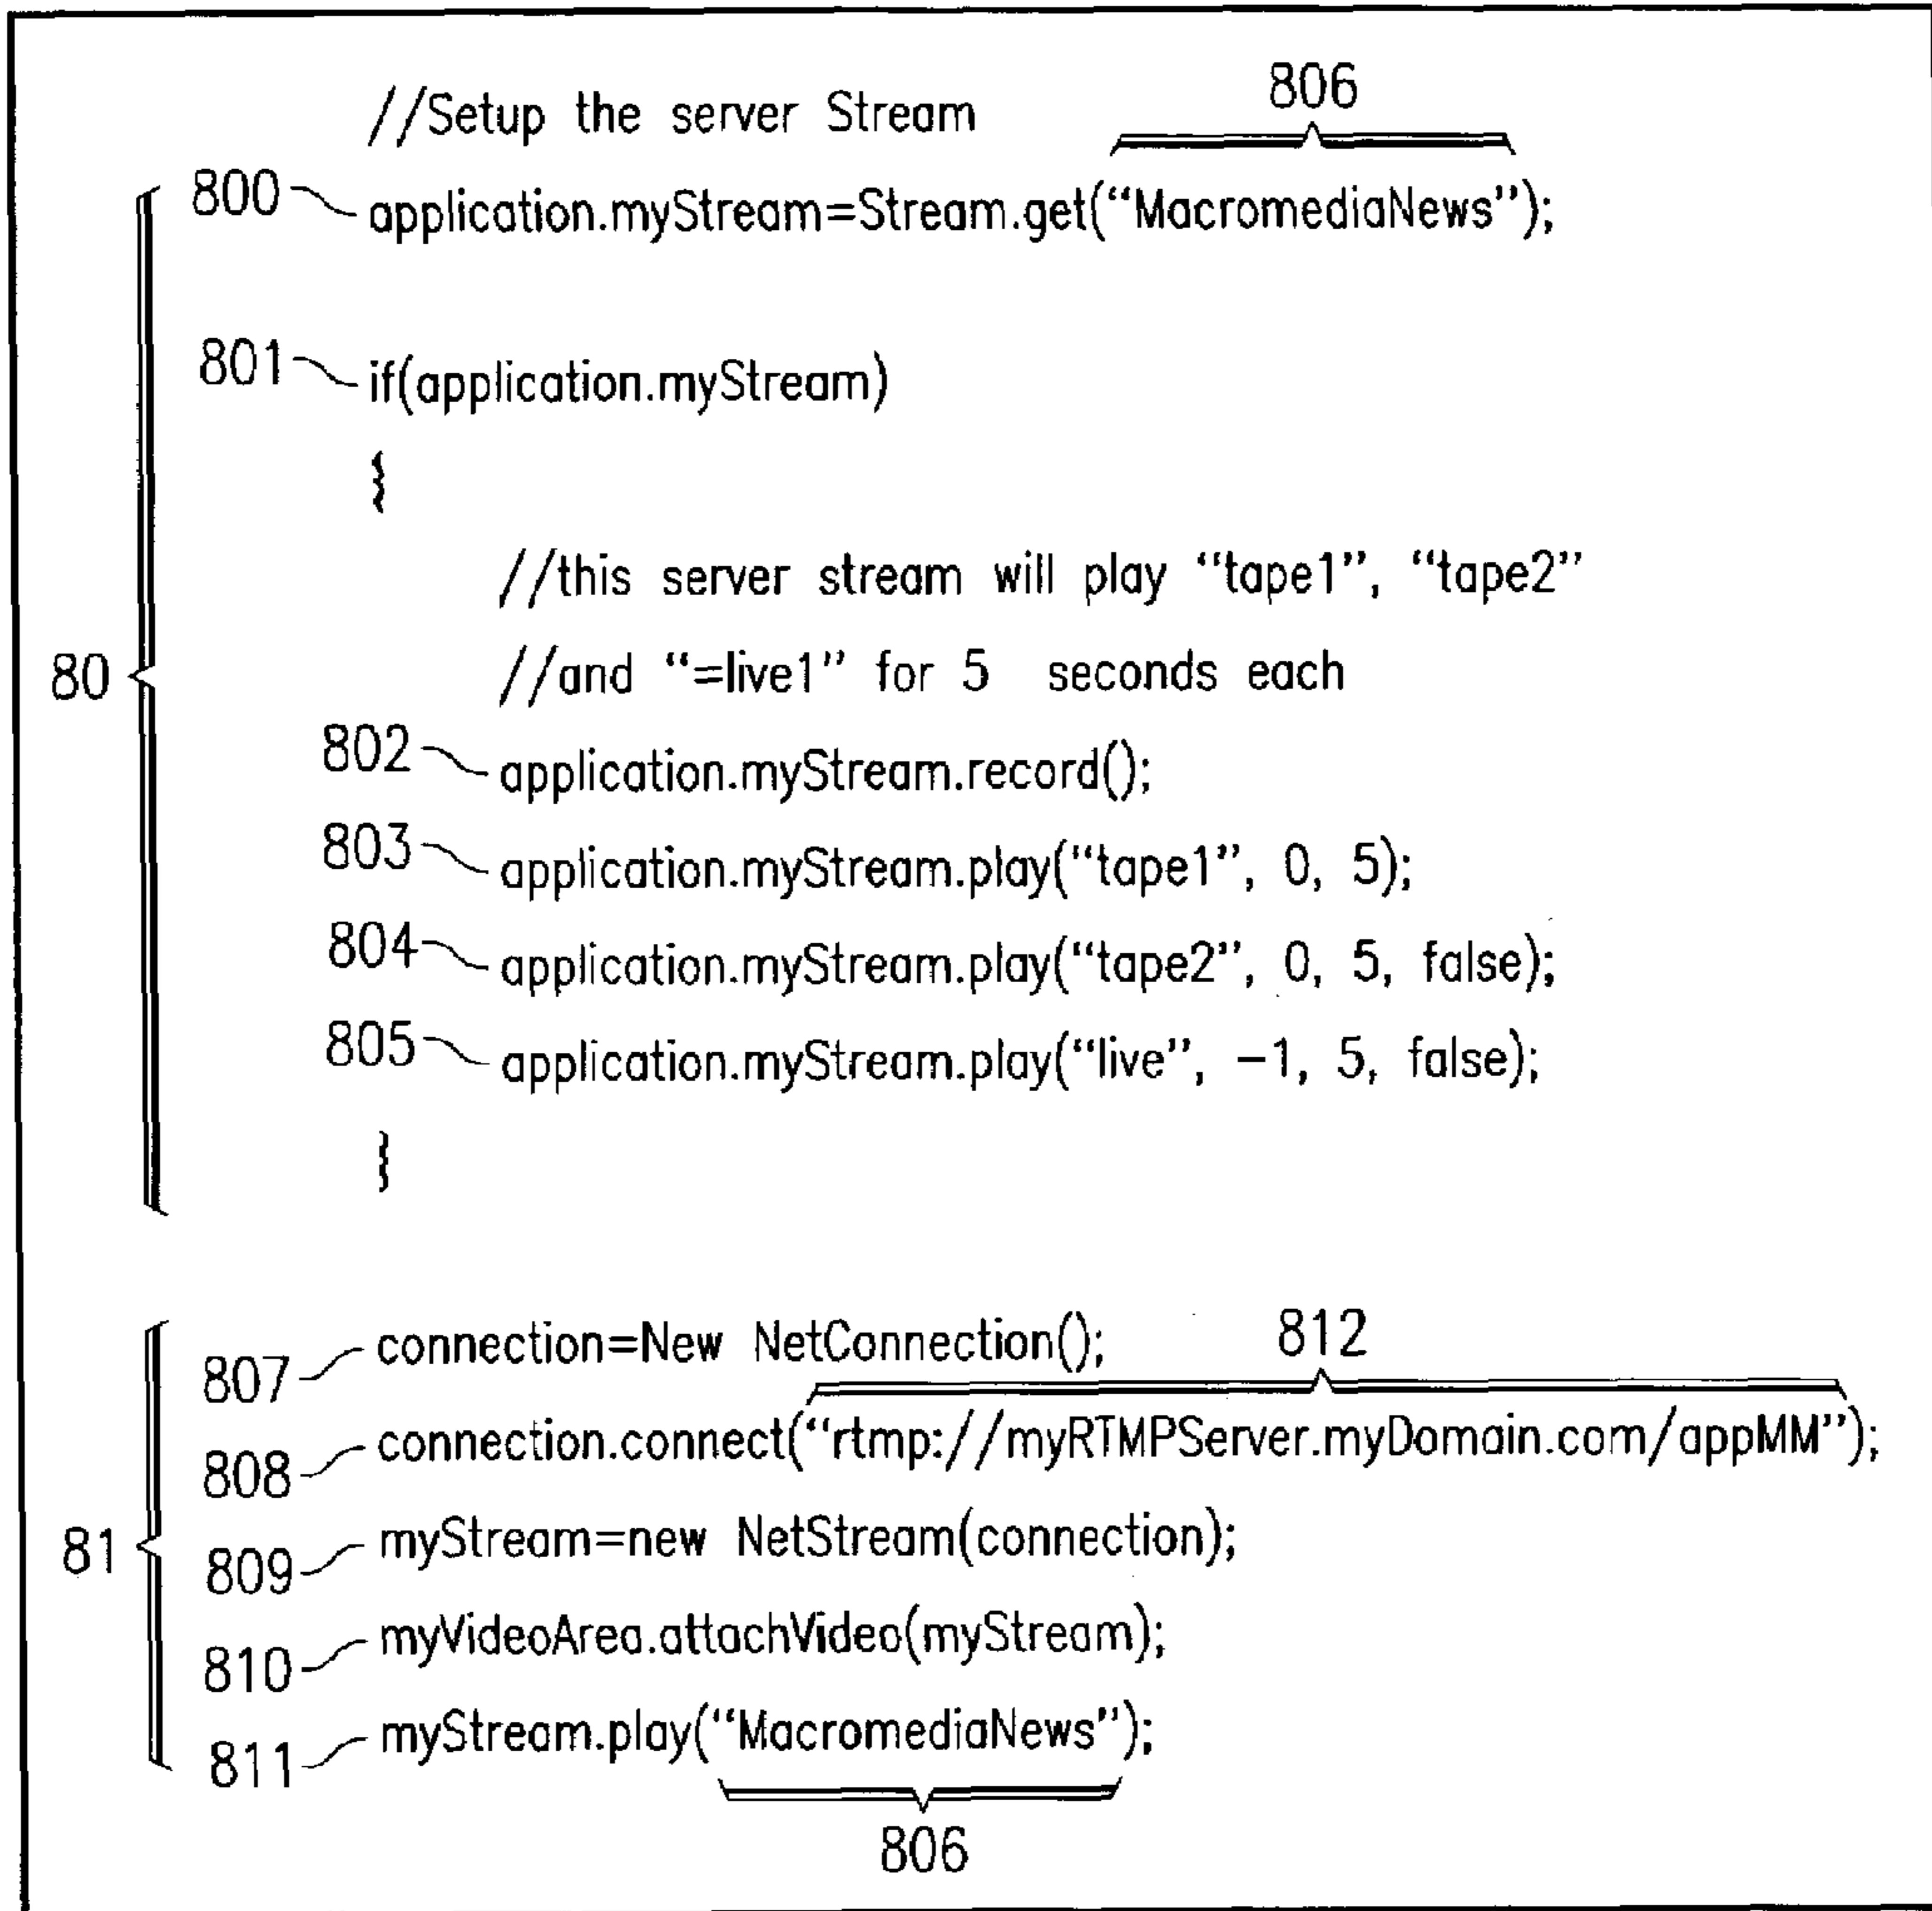 806
//Setup the server Stream
800 application.myStream=Stream.get(“MacromediaNews”);
801 if(application.myStream)
{
//this server stream will play “tape1”, “tape2”
80
//and “=live1” for 5 seconds each
802 application.myStream.record();
803 application.myStream.play(“tape1”, 0, 5);
804 application.myStream.play(“tape2”, 0, 5, false);
805 application.myStream.play(“live”, −1, 5, false);
}
807 connection=New NetConnection();
812
808 connection.connect(“rtmp://myRTMPServer.myDomain.com/appMM”);
81
809 myStream=new NetStream(connection);
810 myVideoArea.attachVideo(myStream);
811 myStream.play(“MacromediaNews”);
806